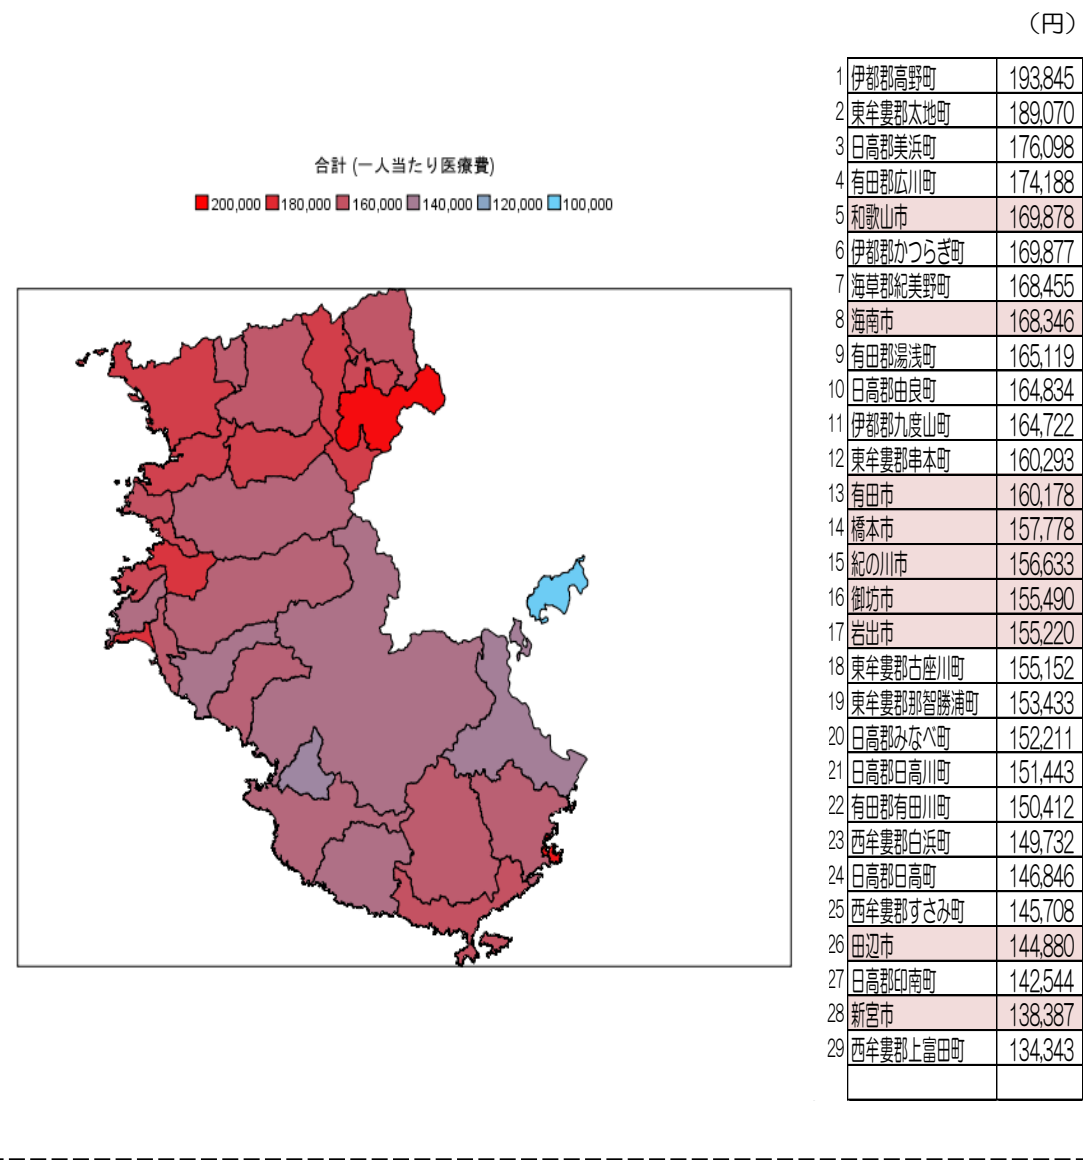 （円）
合計 (一人当たり医療費)
200,000 180,000 160,000 140,000 120,000 100,000
1 伊都郡高野町 193,845
2 東牟婁郡太地町 189,070
3 日高郡美浜町 176,098
4 有田郡広川町 174,188
5 和歌山市 169,878
6 伊都郡かつらぎ町 169,877
7 海草郡紀美野町 168,455
8 海南市 168,346
9 有田郡湯浅町 165,119
10 日高郡由良町 164,834
11 伊都郡九度山町 164,722
12 東牟婁郡串本町 160,293
13 有田市 160,178
14 橋本市 157,778
15 紀の川市 156,633
16 御坊市 155,490
17 岩出市 155,220
18 東牟婁郡古座川町 155,152
19 東牟婁郡那智勝浦町 153,433
20 日高郡みなべ町 152,211
21 日高郡日高川町 151,443
22 有田郡有田川町 150,412
23 西牟婁郡白浜町 149,732
24 日高郡日高町 146,846
25 西牟婁郡すさみ町 145,708
26 田辺市 144,880
27 日高郡印南町 142,544
28 新宮市 138,387
29 西牟婁郡上富田町 134,343